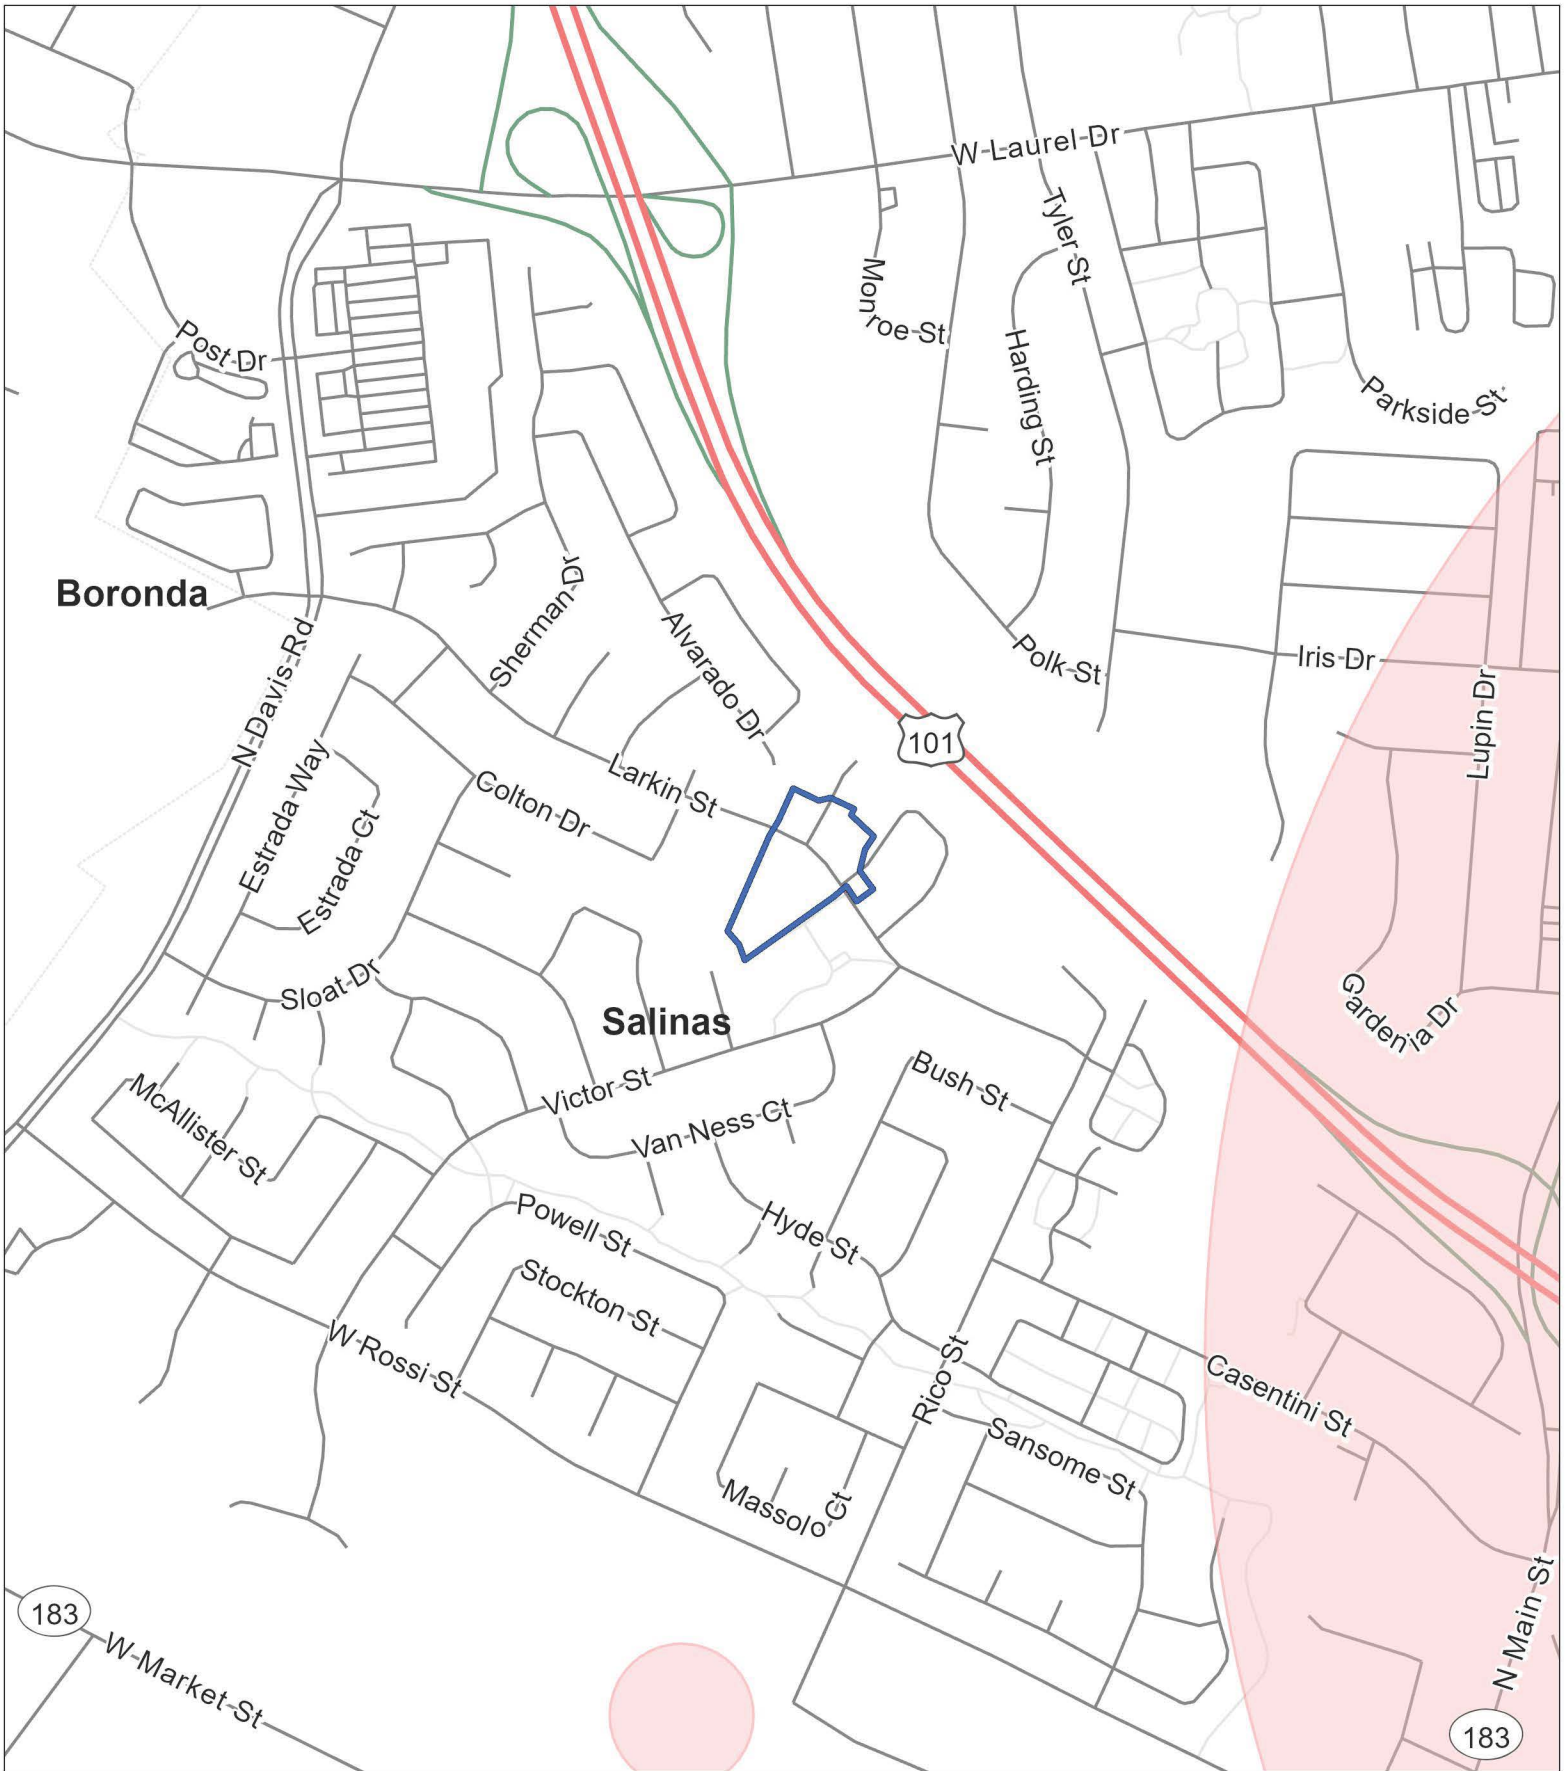 W Laurel Dr
Tyler St
Monroe St
Post Dr
Harding St
Parkside St
Boronda
Sherman Dr
Alvarado Dr
Polk St
Iris Dr
N Davis Rd
Lupin Dr
101
Estrada Way
Larkin St
Colton Dr
Estrada Ct
Sloat Dr
Gardenia Dr
Salinas
Bush St
Victor St
McAllister St
Van Ness Ct
Powell St
Hyde St
Stockton St
W Rossi St
Rico St
Casentini St
Sansome St
Massolo Ct
183
W Market St
N Main St
183